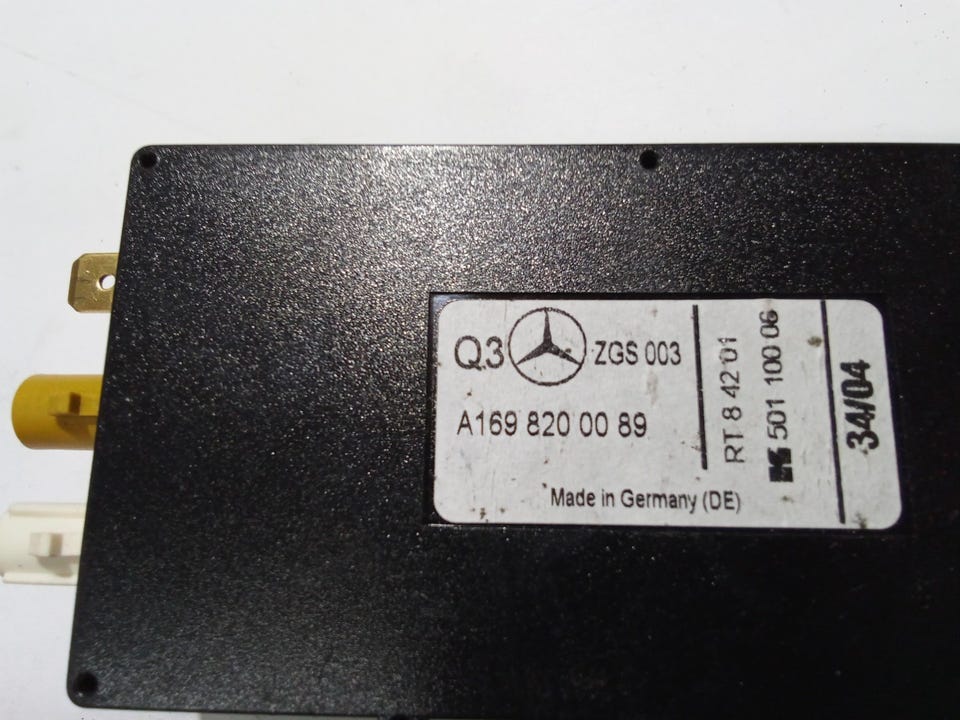 Q3 ZGS 003
A169 820 00 89
Made in Germany (DE)
RT 8 42 01
501 100 06
34/04